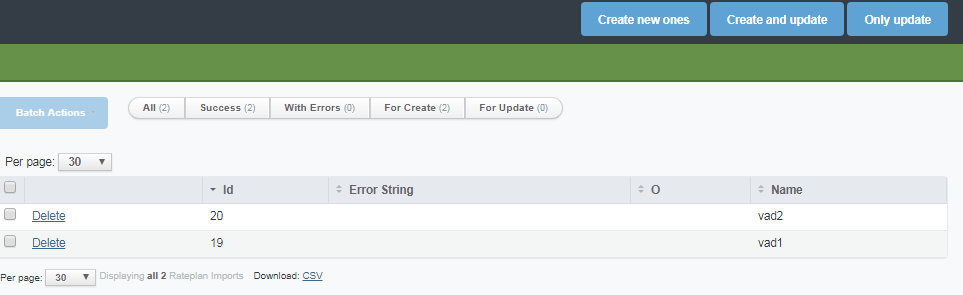 Create new ones Create and update Only update
Batch Actions All (2) Success (2) With Errors (0) For Create (2) For Update (0)
Per page: 30
Id Error String O Name
Delete 20 vad2
Delete 19 vad1
Per page: 30 Displaying all 2 Rateplan Imports Download: CSV